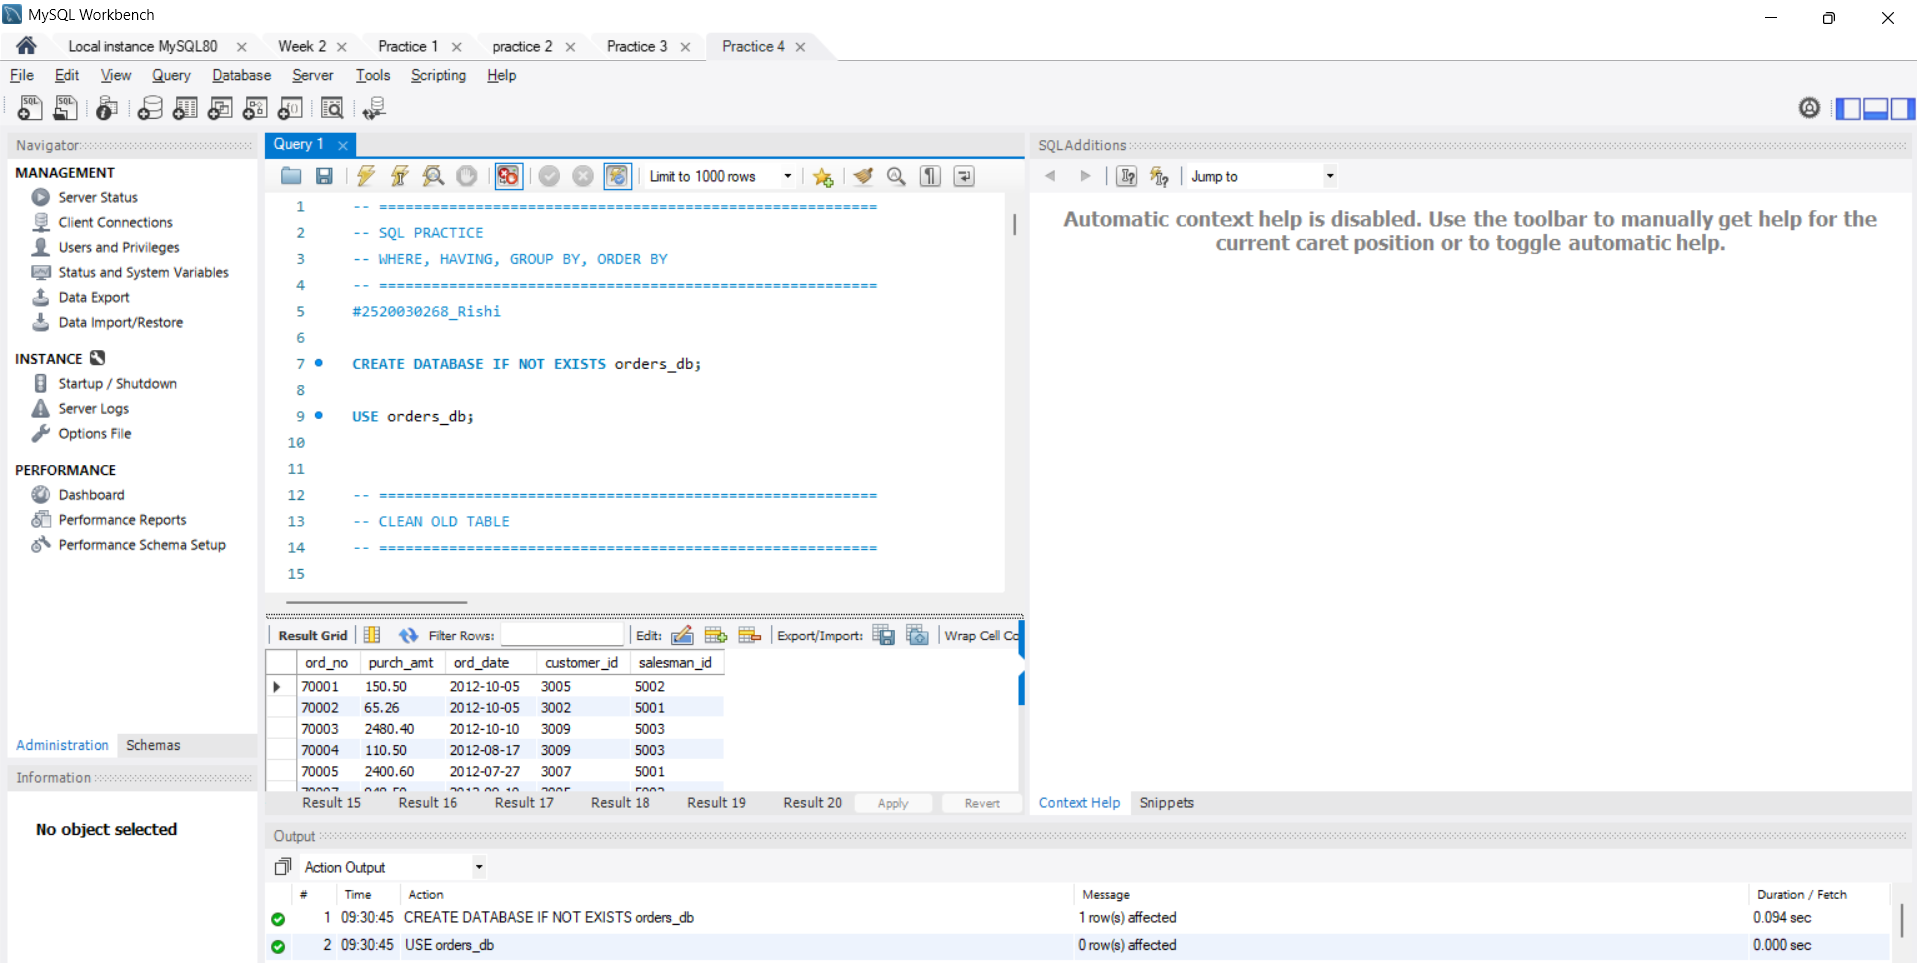 MySQL Workbench
Local instance MySQL80 Week 2 Practice 1 practice 2 Practice 3 Practice 4
File Edit View Query Database Server Tools Scripting Help
Navigator
MANAGEMENT
Server Status
Client Connections
Users and Privileges
Status and System Variables
Data Export
Data Import/Restore
INSTANCE
Startup / Shutdown
Server Logs
Options File
PERFORMANCE
Dashboard
Performance Reports
Performance Schema Setup
Administration Schemas
Information
No object selected
Query 1
Limit to 1000 rows
1 -- =========================================================
2 -- SQL PRACTICE
3 -- WHERE, HAVING, GROUP BY, ORDER BY
4 -- =========================================================
5 #2520030268_Rishi
6
7 CREATE DATABASE IF NOT EXISTS orders_db;
8
9 USE orders_db;
10
11
12 -- =========================================================
13 -- CLEAN OLD TABLE
14 -- =========================================================
15
Result Grid Filter Rows: Edit: Export/Import: Wrap Cell Co
ord_no purch_amt ord_date customer_id salesman_id
70001 150.50 2012-10-05 3005 5002
70002 65.26 2012-10-05 3002 5001
70003 2480.40 2012-10-10 3009 5003
70004 110.50 2012-08-17 3009 5003
70005 2400.60 2012-07-27 3007 5001
Result 15 Result 16 Result 17 Result 18 Result 19 Result 20 Apply Revert
SQLAdditions
Jump to
Automatic context help is disabled. Use the toolbar to manually get help for the
current caret position or to toggle automatic help.
Context Help Snippets
Output
Action Output
# Time Action Message Duration / Fetch
1 09:30:45 CREATE DATABASE IF NOT EXISTS orders_db 1 row(s) affected 0.094 sec
2 09:30:45 USE orders_db 0 row(s) affected 0.000 sec